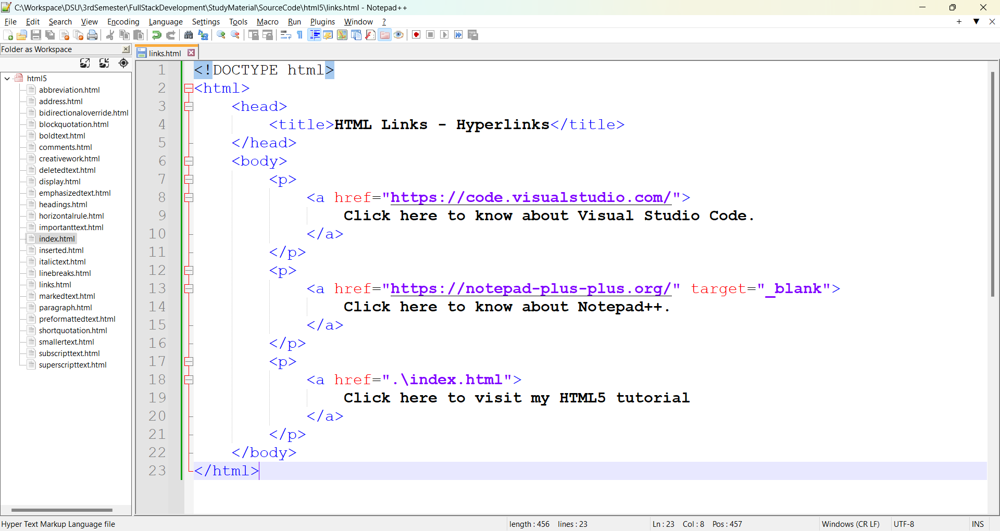 C:\Workspace\DSU\3rdSemester\FullStackDevelopment\StudyMaterial\SourceCode\html5\links.html - Notepad++
File Edit Search View Encoding Language Settings Tools Macro Run Plugins Window ?
Folder as Workspace
links.html
html5
abbreviation.html
address.html
bidirectionaloverride.html
blockquotation.html
boldtext.html
comments.html
creativework.html
deletedtext.html
display.html
emphasizedtext.html
headings.html
horizontalrule.html
importanttext.html
index.html
inserted.html
italictext.html
linebreaks.html
links.html
markedtext.html
paragraph.html
preformattedtext.html
shortquotation.html
smallertext.html
subscripttext.html
superscripttext.html
1 <!DOCTYPE html>
2 <html>
3 <head>
4 <title>HTML Links - Hyperlinks</title>
5 </head>
6 <body>
7 <p>
8 <a href="https://code.visualstudio.com/">
9 Click here to know about Visual Studio Code.
10 </a>
11 </p>
12 <p>
13 <a href="https://notepad-plus-plus.org/" target="_blank">
14 Click here to know about Notepad++.
15 </a>
16 </p>
17 <p>
18 <a href=".\index.html">
19 Click here to visit my HTML5 tutorial
20 </a>
21 </p>
22 </body>
23 </html>
Hyper Text Markup Language file length : 456 lines : 23 Ln : 23 Col : 8 Pos : 457 Windows (CR LF) UTF-8 INS